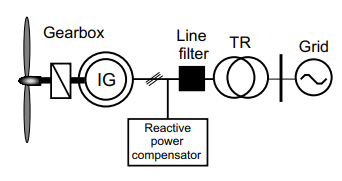 Gearbox
IG
Line
filter
TR
Grid
Reactive
power
compensator